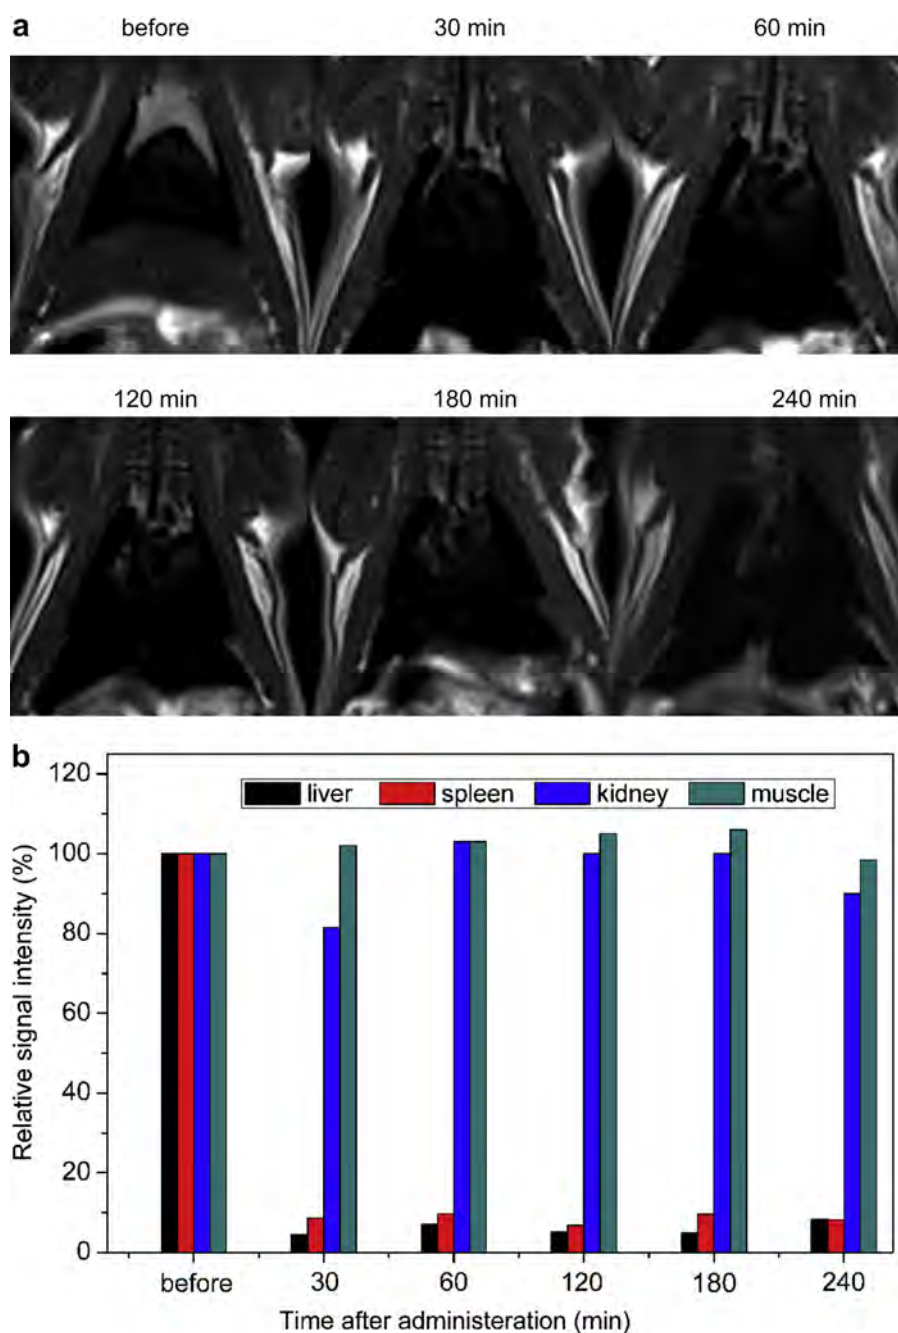 a before 30 min 60 min
120 min 180 min 240 min
b
120
100
80
60
40
20
0
Relative signal intensity (%)
liver spleen kidney muscle
before 30 60 120 180 240
Time after administeration (min)